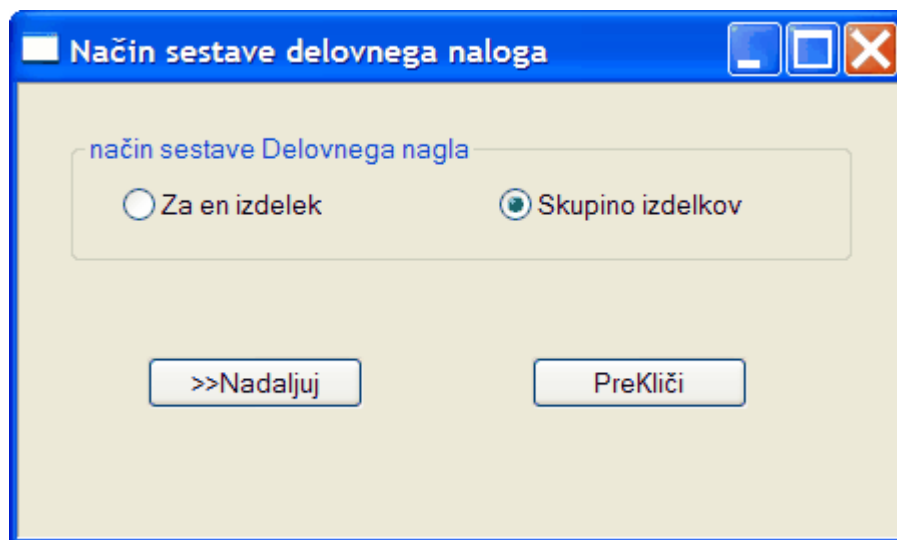 Način sestave delovnega naloga
način sestave Delovnega nagla
Za en izdelek Skupino izdelkov
>>Nadaljuj PreKliči